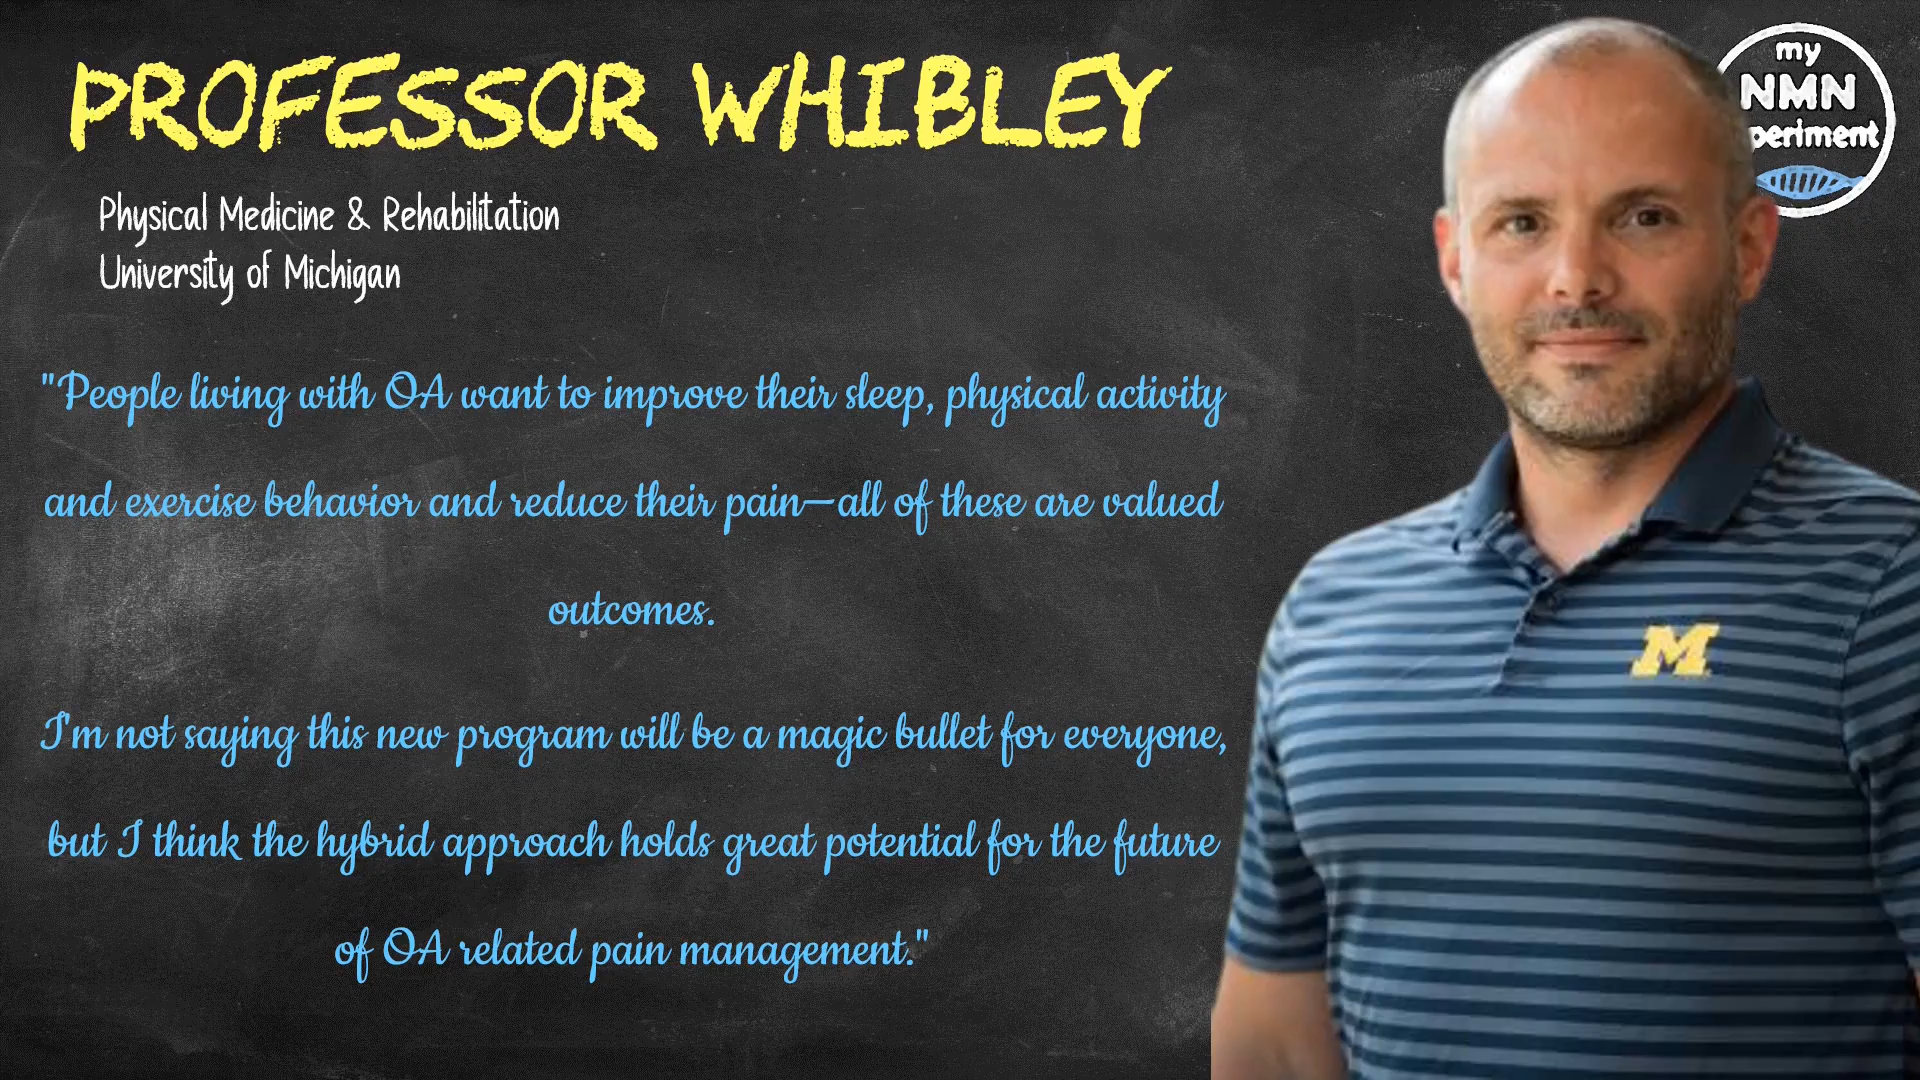 PROFESSOR WHIBLEY
my
NMN
periment
Physical Medicine & Rehabilitation
University of Michigan
"People living with OA want to improve their sleep, physical activity
and exercise behavior and reduce their pain—all of these are valued
outcomes.
I'm not saying this new program will be a magic bullet for everyone,
but I think the hybrid approach holds great potential for the future
of OA related pain management."
M